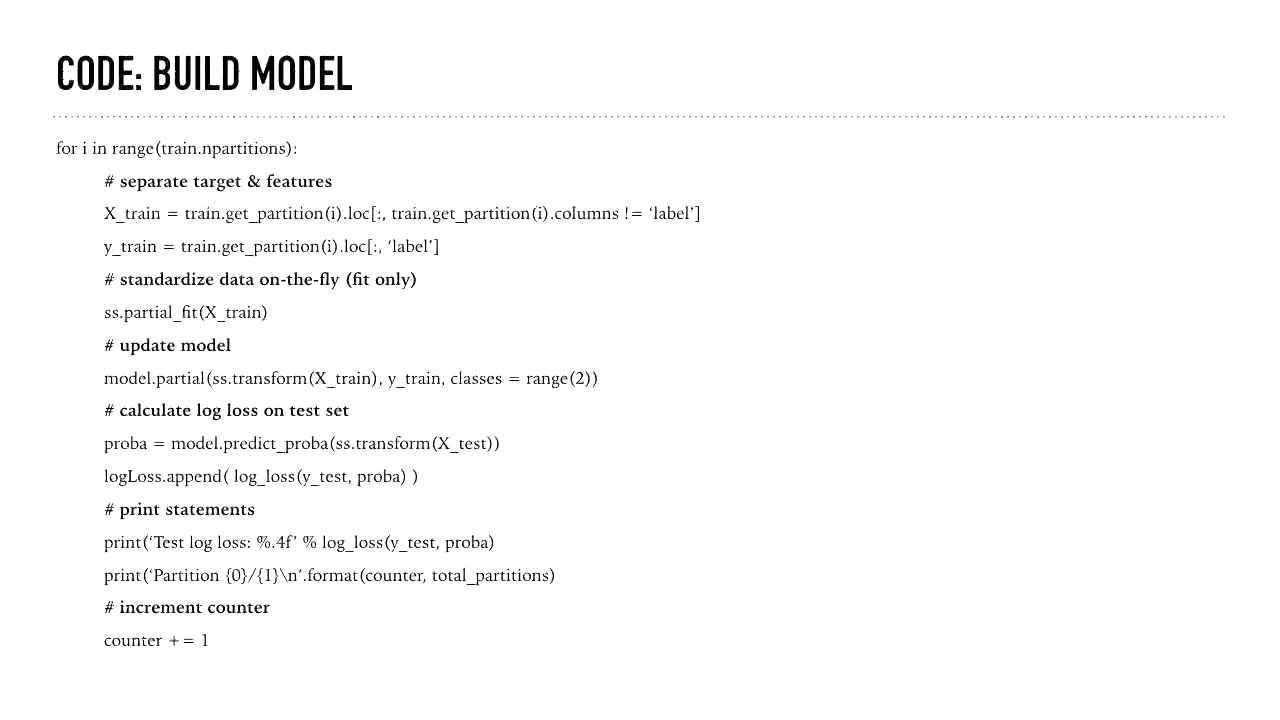 CODE: BUILD MODEL
for i in range(train.npartitions):
# separate target & features
X_train = train.get_partition(i).loc[:, train.get_partition(i).columns != ‘label’]
y_train = train.get_partition(i).loc[:, ‘label’]
# standardize data on-the-fly (fit only)
ss.partial_fit(X_train)
# update model
model.partial(ss.transform(X_train), y_train, classes = range(2))
# calculate log loss on test set
proba = model.predict_proba(ss.transform(X_test))
logLoss.append( log_loss(y_test, proba) )
# print statements
print(‘Test log loss: %.4f’ % log_loss(y_test, proba)
print(‘Partition {0}/{1}\n’.format(counter, total_partitions)
# increment counter
counter += 1